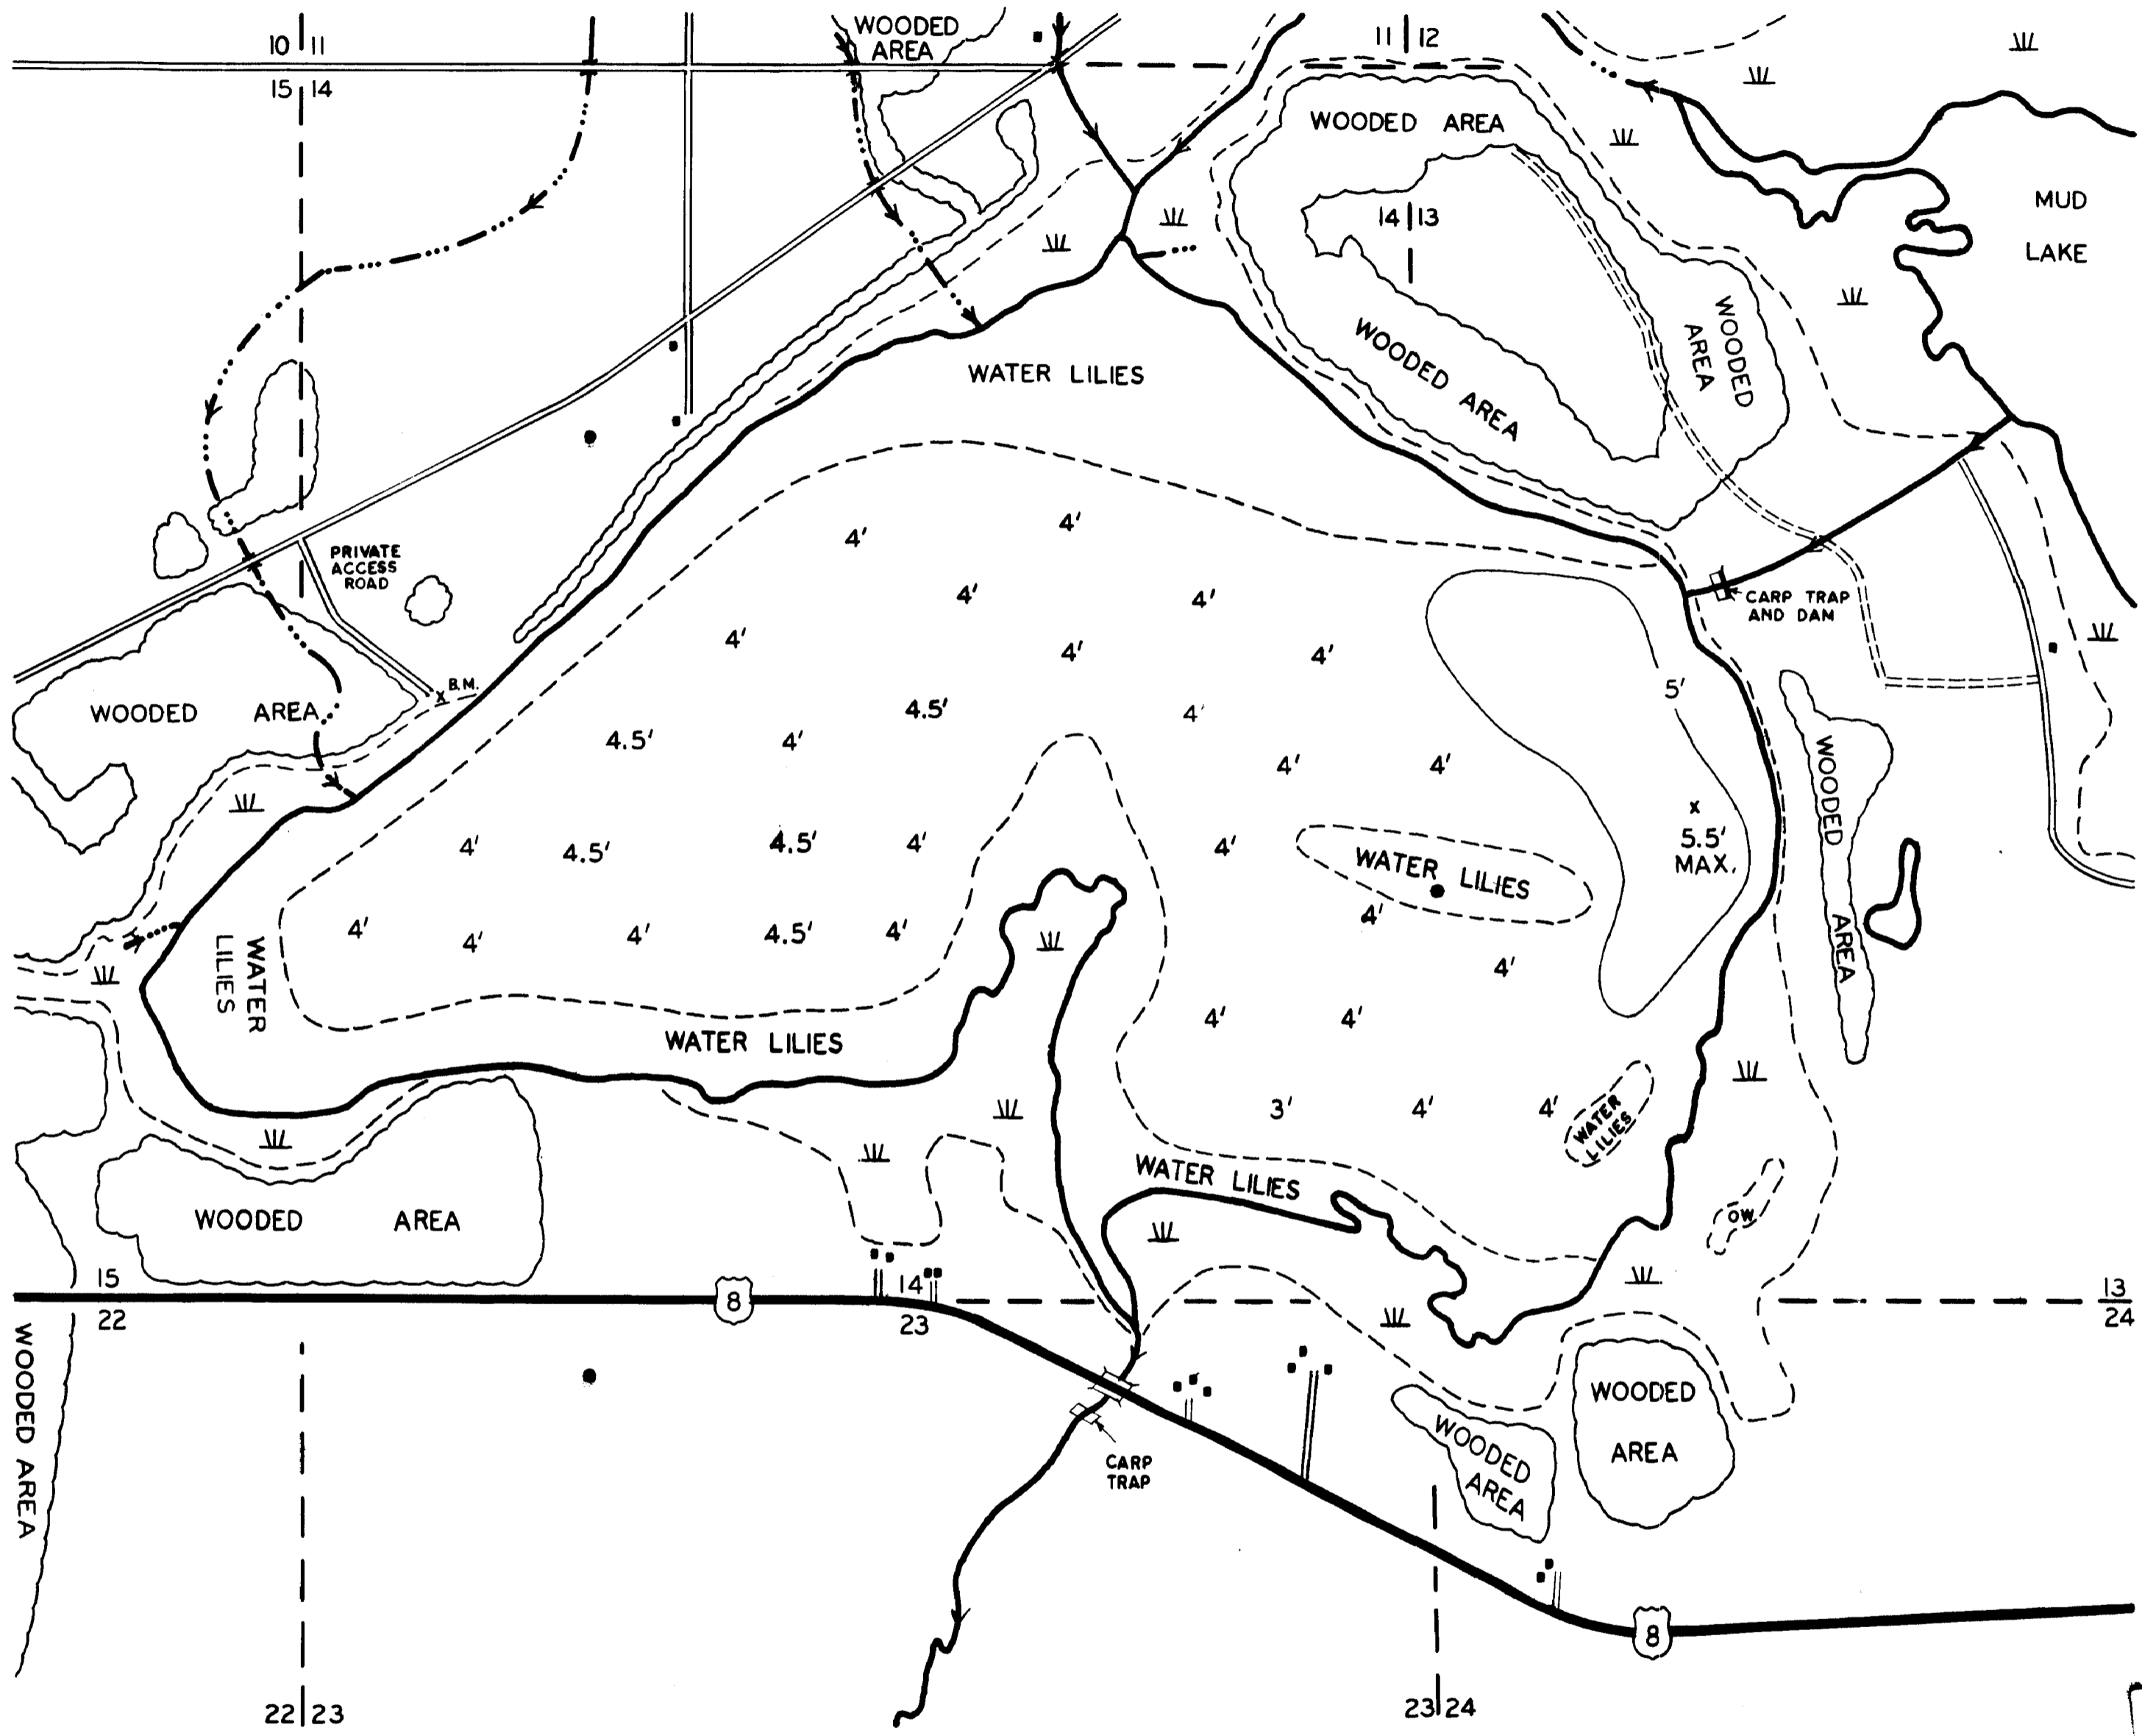 10 11
WOODED
AREA
11 12
15 14
WOODED AREA
MUD
LAKE
14 13
WOODED
AREA
WOODED AREA
WATER LILIES
PRIVATE
ACCESS
ROAD
4'
4'
4'
4'
CARP TRAP
AND DAM
4'
4'
4'
B.M.
5'
WOODED AREA
4.5'
4'
4.5'
4'
4'
4'
WOODED
AREA
5.5'
MAX.
4'
4.5'
4.5'
4'
4'
WATER LILIES
4'
4'
4'
4'
4.5'
4'
4'
WATER
LILIES
4'
4'
WATER LILIES
3'
4'
4'
WATER
LILIES
WATER LILIES
WOODED AREA
OW
15
22
8
14
23
13
24
WOODED AREA
WOODED
AREA
WOODED
AREA
CARP
TRAP
8
22 23
23 24